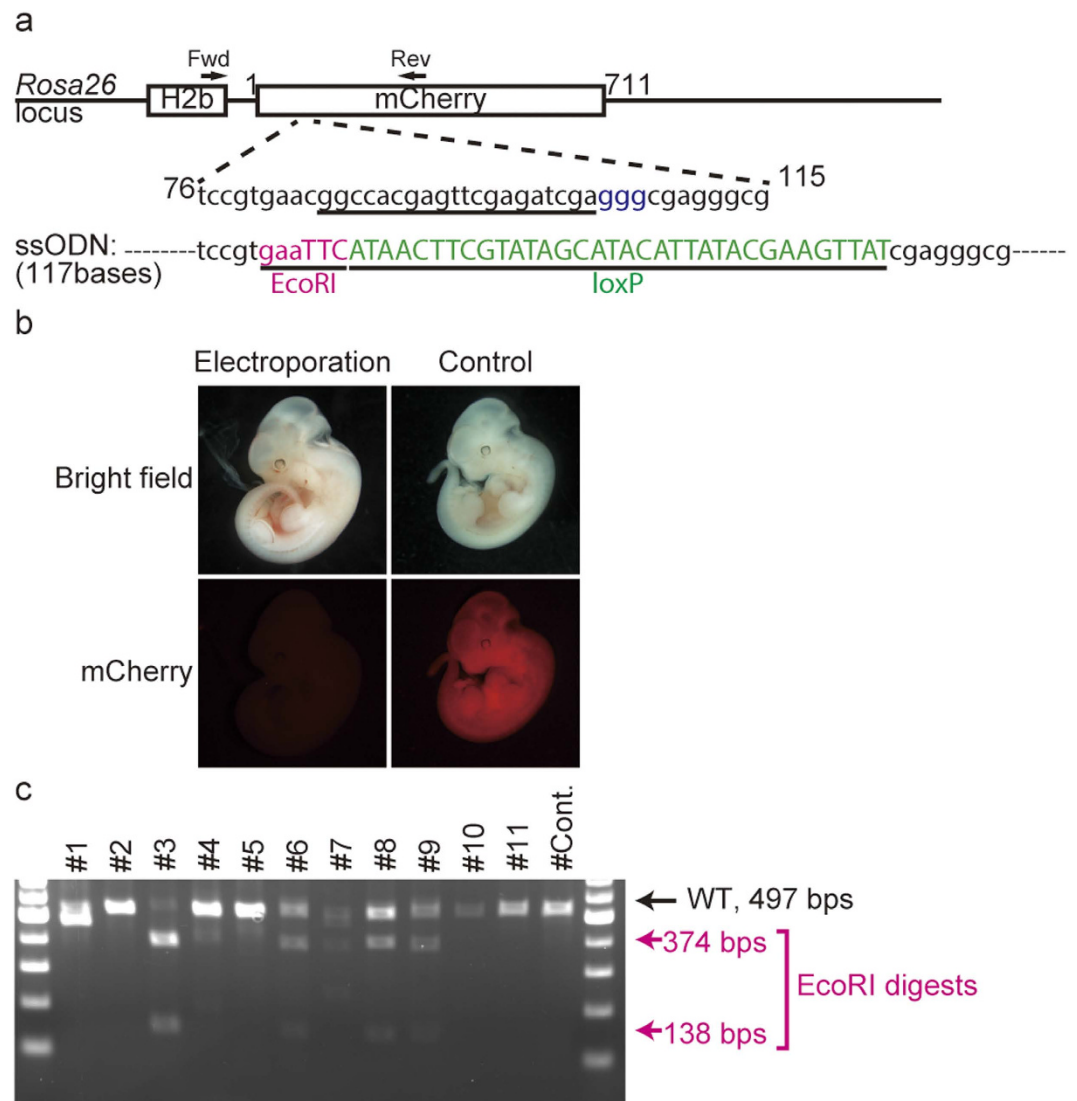 a
Fwd
Rev
Rosa26
locus
H2b
1
mCherry
711
76
tccgtgaacggccacgagttcgagatcgagggcgagggcg
115
ssODN: --------tccgtgaaTTCATAACTTCGTATAGCATACATTATACGAAGTTATcgagggcg------
(117bases)
EcoRI
loxP
b
Electroporation
Control
Bright field
mCherry
c
#1
#2
#3
#4
#5
#6
#7
#8
#9
#10
#11
#Cont.
WT, 497 bps
374 bps
EcoRI digests
138 bps